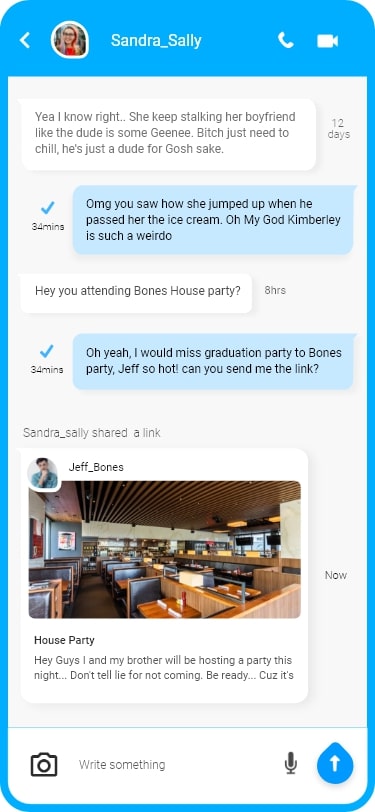 Sandra_Sally
Yea I know right.. She keep stalking her boyfriend
like the dude is some Geenee. Bitch just need to
chill, he's just a dude for Gosh sake.
12
days
Omg you saw how she jumped up when he
passed her the ice cream. Oh My God Kimberley
is such a weirdo
34mins
Hey you attending Bones House party?
8hrs
Oh yeah, I would miss graduation party to Bones
party, Jeff so hot! can you send me the link?
34mins
Sandra_sally shared a link
Jeff_Bones
Now
House Party
Hey Guys I and my brother will be hosting a party this
night... Don't tell lie for not coming. Be ready... Cuz it's
Write something